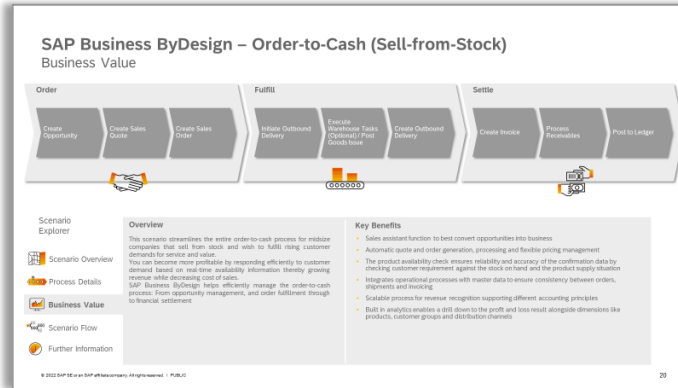 SAP Business ByDesign – Order-to-Cash (Sell-from-Stock)
Business Value
Order
Fulfill
Settle
Create
Opportunity
Create Sales
Quote
Create Sales
Order
Initiate Outbound
Delivery
Execute
Warehouse Tasks
(Optional) / Post
Goods Issue
Create Outbound
Delivery
Create Invoice
Process
Receivables
Post to Ledger
Scenario
Explorer
Scenario Overview
Process Details
Business Value
Scenario Flow
Further Information
Overview
This scenario streamlines the entire order-to-cash process for midsize
companies that sell from stock and wish to fulfill rising customer
demands for service and value.
You can become more profitable by responding efficiently to customer
demand based on real-time availability information thereby growing
revenue while decreasing cost of sales.
SAP Business ByDesign helps efficiently manage the order-to-cash
process: From opportunity management, and order fulfillment through
to financial settlement
Key Benefits
• Sales assistant function to best convert opportunities into business
• Automatic quote and order generation, processing and flexible pricing management
• The product availability check ensures reliability and accuracy of the confirmation data by
checking customer requirement against the stock on hand and the product supply situation
• Integrates operational processes with master data to ensure consistency between orders,
shipments and invoicing
• Scalable process for revenue recognition supporting different accounting principles
• Built in analytics enables a drill down to the profit and loss result alongside dimensions like
products, customer groups and distribution channels
© 2022 SAP SE or an SAP affiliate company. All rights reserved. I PUBLIC
20